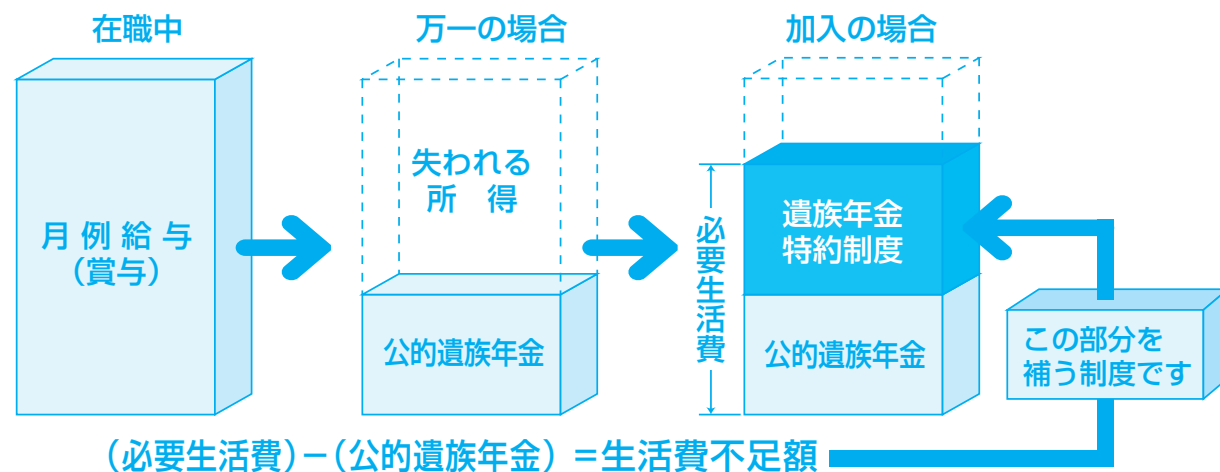 在職中
万一の場合
加入の場合
月例給与
（賞与）
失われる
所　得
公的遺族年金
必要生活費
遺族年金
特約制度
公的遺族年金
この部分を
補う制度です
（必要生活費）－（公的遺族年金）＝生活費不足額